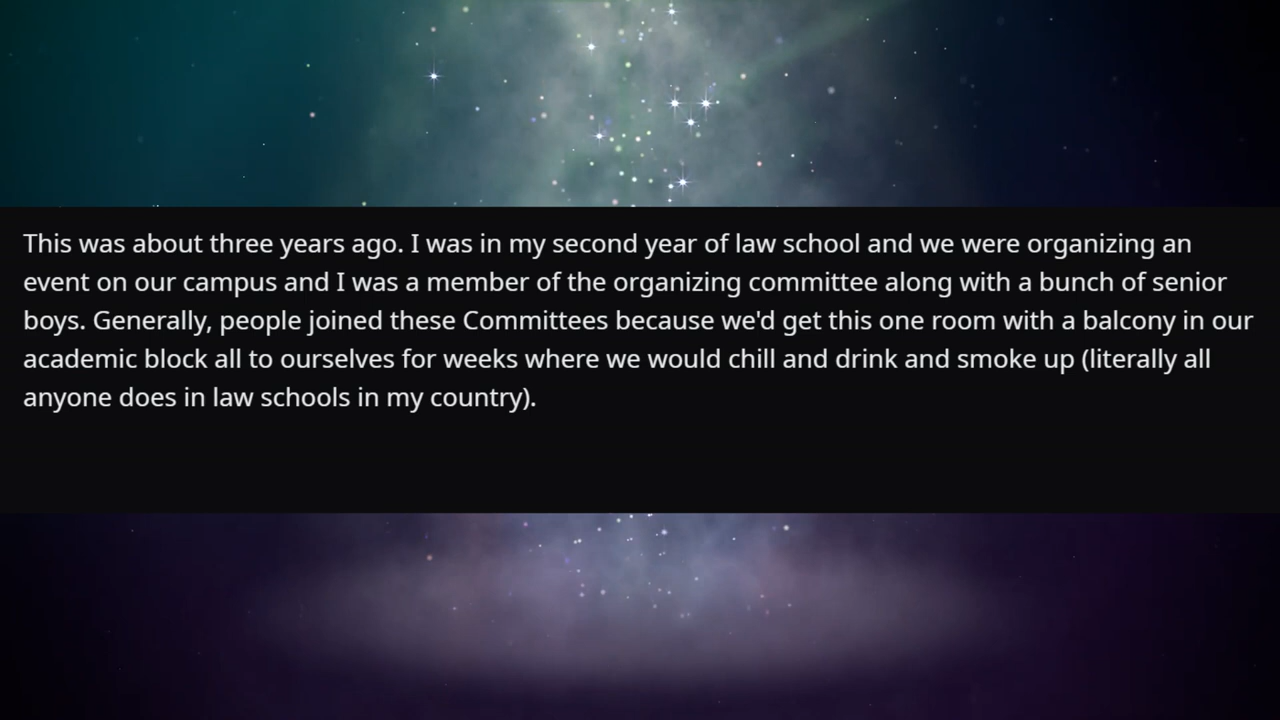 This was about three years ago. I was in my second year of law school and we were organizing an
event on our campus and I was a member of the organizing committee along with a bunch of senior
boys. Generally, people joined these Committees because we'd get this one room with a balcony in our
academic block all to ourselves for weeks where we would chill and drink and smoke up (literally all
anyone does in law schools in my country).